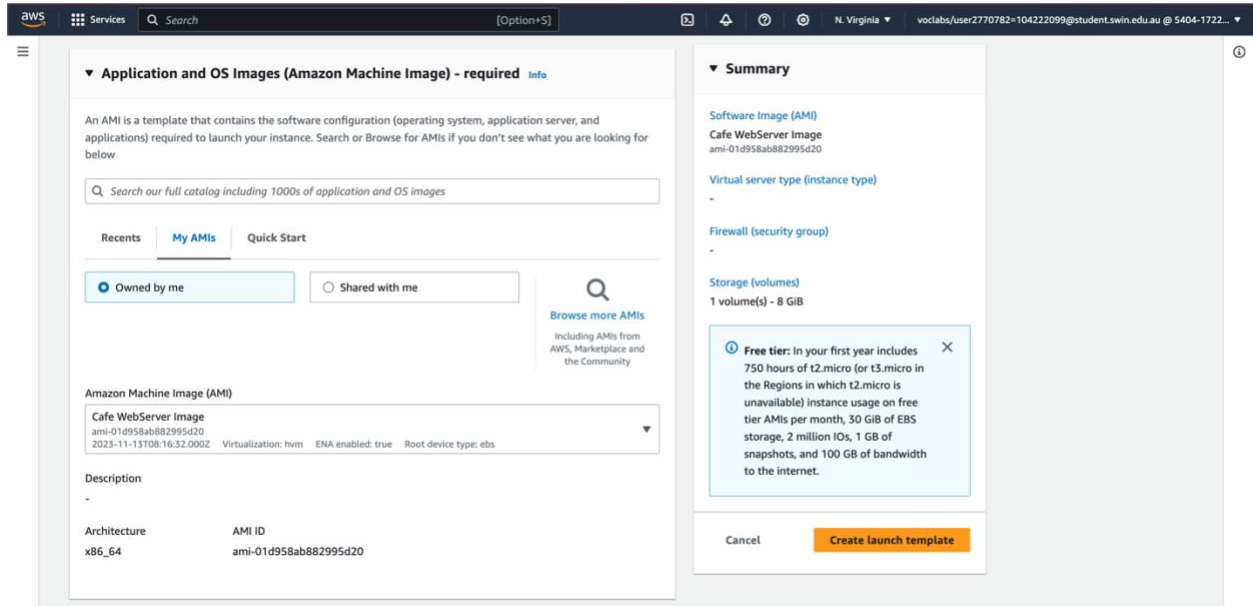 aws
Services
Search
[Option+S]
N. Virginia
voclabs/user2770782=104222099@student.swin.edu.au @ 5404-1722...
Application and OS Images (Amazon Machine Image) - required Info
An AMI is a template that contains the software configuration (operating system, application server, and
applications) required to launch your instance. Search or Browse for AMIs if you don't see what you are looking for
below
Search our full catalog including 1000s of application and OS images
Recents
My AMIs
Quick Start
Owned by me
Shared with me
Browse more AMIs
Including AMIs from
AWS, Marketplace and
the Community
Amazon Machine Image (AMI)
Cafe WebServer Image
ami-01d958ab882995d20
2023-11-13T08:16:32.000Z Virtualization: hvm ENA enabled: true Root device type: ebs
Description
-
Architecture
AMI ID
x86_64
ami-01d958ab882995d20
Summary
Software Image (AMI)
Cafe WebServer Image
ami-01d958ab882995d20
Virtual server type (instance type)
-
Firewall (security group)
-
Storage (volumes)
1 volume(s) - 8 GiB
Free tier: In your first year includes
750 hours of t2.micro (or t3.micro in
the Regions in which t2.micro is
unavailable) instance usage on free
tier AMIs per month, 30 GiB of EBS
storage, 2 million IOs, 1 GB of
snapshots, and 100 GB of bandwidth
to the internet.
Cancel
Create launch template